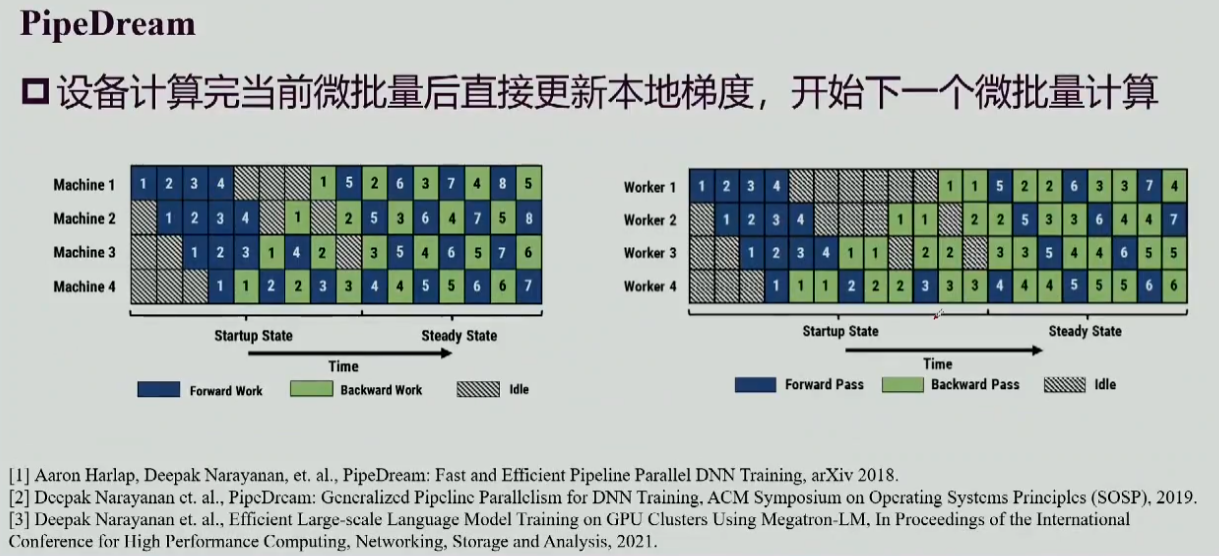 PipeDream
设备计算完当前微批量后直接更新本地梯度，开始下一个微批量计算
Machine 1 1 2 3 4 1 5 2 6 3 7 4 8 5
Machine 2 1 2 3 4 1 2 5 3 6 4 7 5 8
Machine 3 1 2 3 1 4 2 3 5 4 6 5 7 6
Machine 4 1 1 2 2 3 3 4 4 5 5 6 6 7
Startup State Steady State
Time
Forward Work Backward Work Idle
Worker 1 1 2 3 4 1 1 5 2 2 6 3 3 7 4
Worker 2 1 2 3 4 1 1 2 2 5 3 3 6 4 4 7
Worker 3 1 2 3 4 1 1 2 2 3 3 5 4 4 6 5 5
Worker 4 1 1 1 2 2 2 3 3 3 4 4 4 5 5 5 6 6
Startup State Steady State
Time
Forward Pass Backward Pass Idle
[1] Aaron Harlap, Deepak Narayanan, et. al., PipeDream: Fast and Efficient Pipeline Parallel DNN Training, arXiv 2018.
[2] Deepak Narayanan et. al., PipeDream: Generalized Pipeline Parallelism for DNN Training, ACM Symposium on Operating Systems Principles (SOSP), 2019.
[3] Deepak Narayanan et. al., Efficient Large-scale Language Model Training on GPU Clusters Using Megatron-LM, In Proceedings of the International
Conference for High Performance Computing, Networking, Storage and Analysis, 2021.